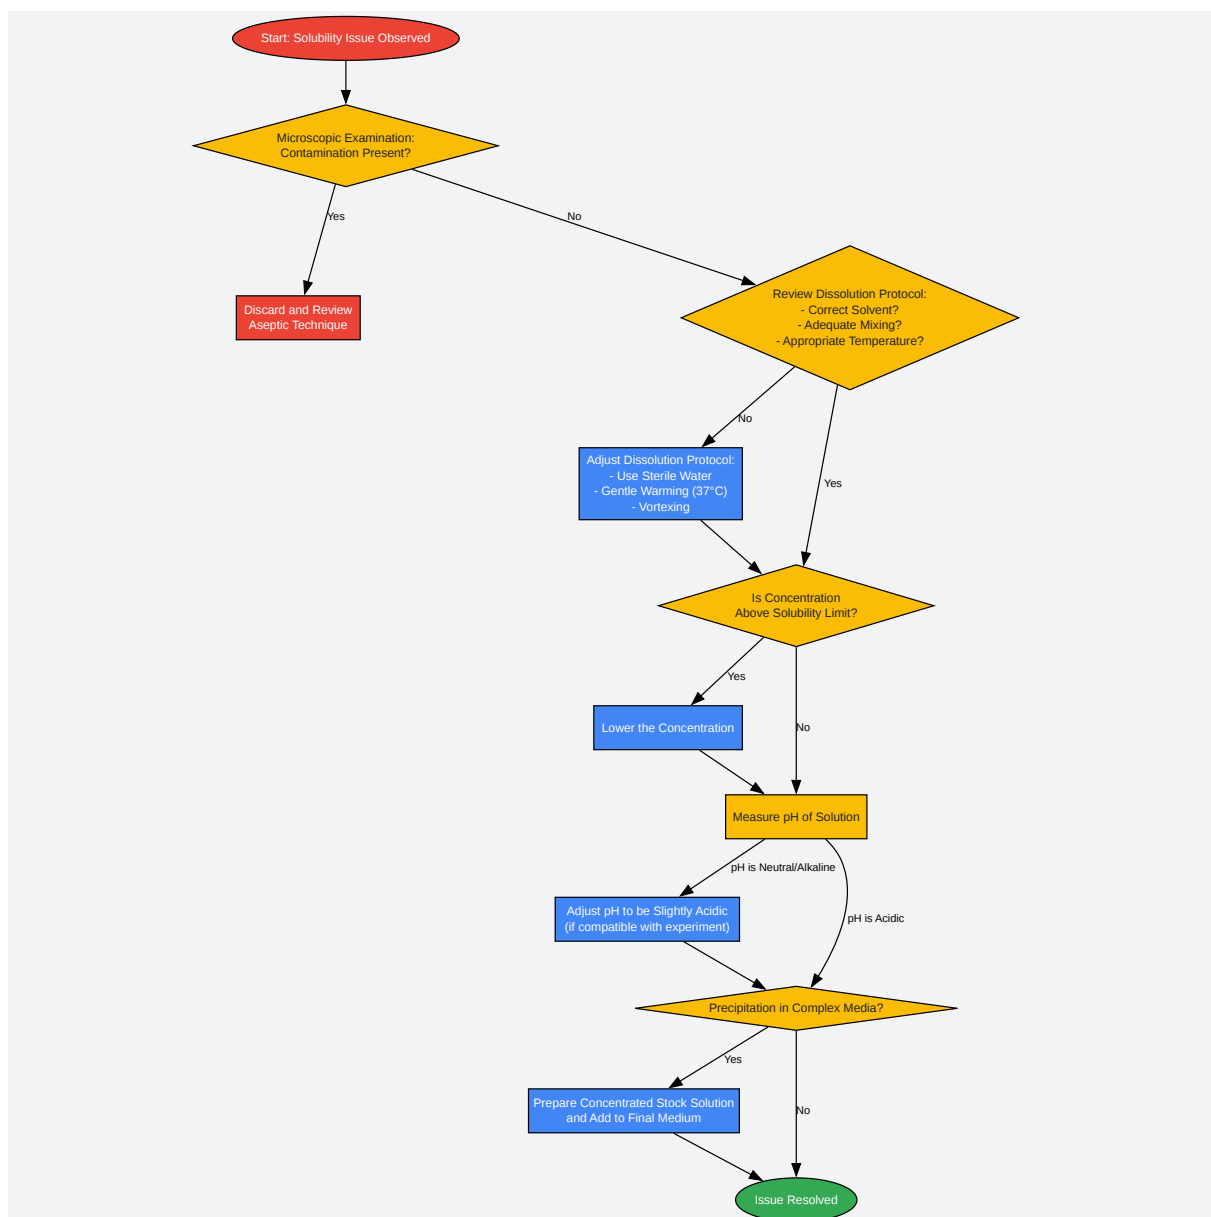 Start: Solubility Issue Observed
Microscopic Examination:
Contamination Present?
Yes
No
Discard and Review
Aseptic Technique
Review Dissolution Protocol:
- Correct Solvent?
- Adequate Mixing?
- Appropriate Temperature?
No
Yes
Adjust Dissolution Protocol:
- Use Sterile Water
- Gentle Warming (37°C)
- Vortexing
Is Concentration
Above Solubility Limit?
Yes
No
Lower the Concentration
Measure pH of Solution
pH is Neutral/Alkaline
pH is Acidic
Adjust pH to be Slightly Acidic
(if compatible with experiment)
Precipitation in Complex Media?
Yes
No
Prepare Concentrated Stock Solution
and Add to Final Medium
Issue Resolved